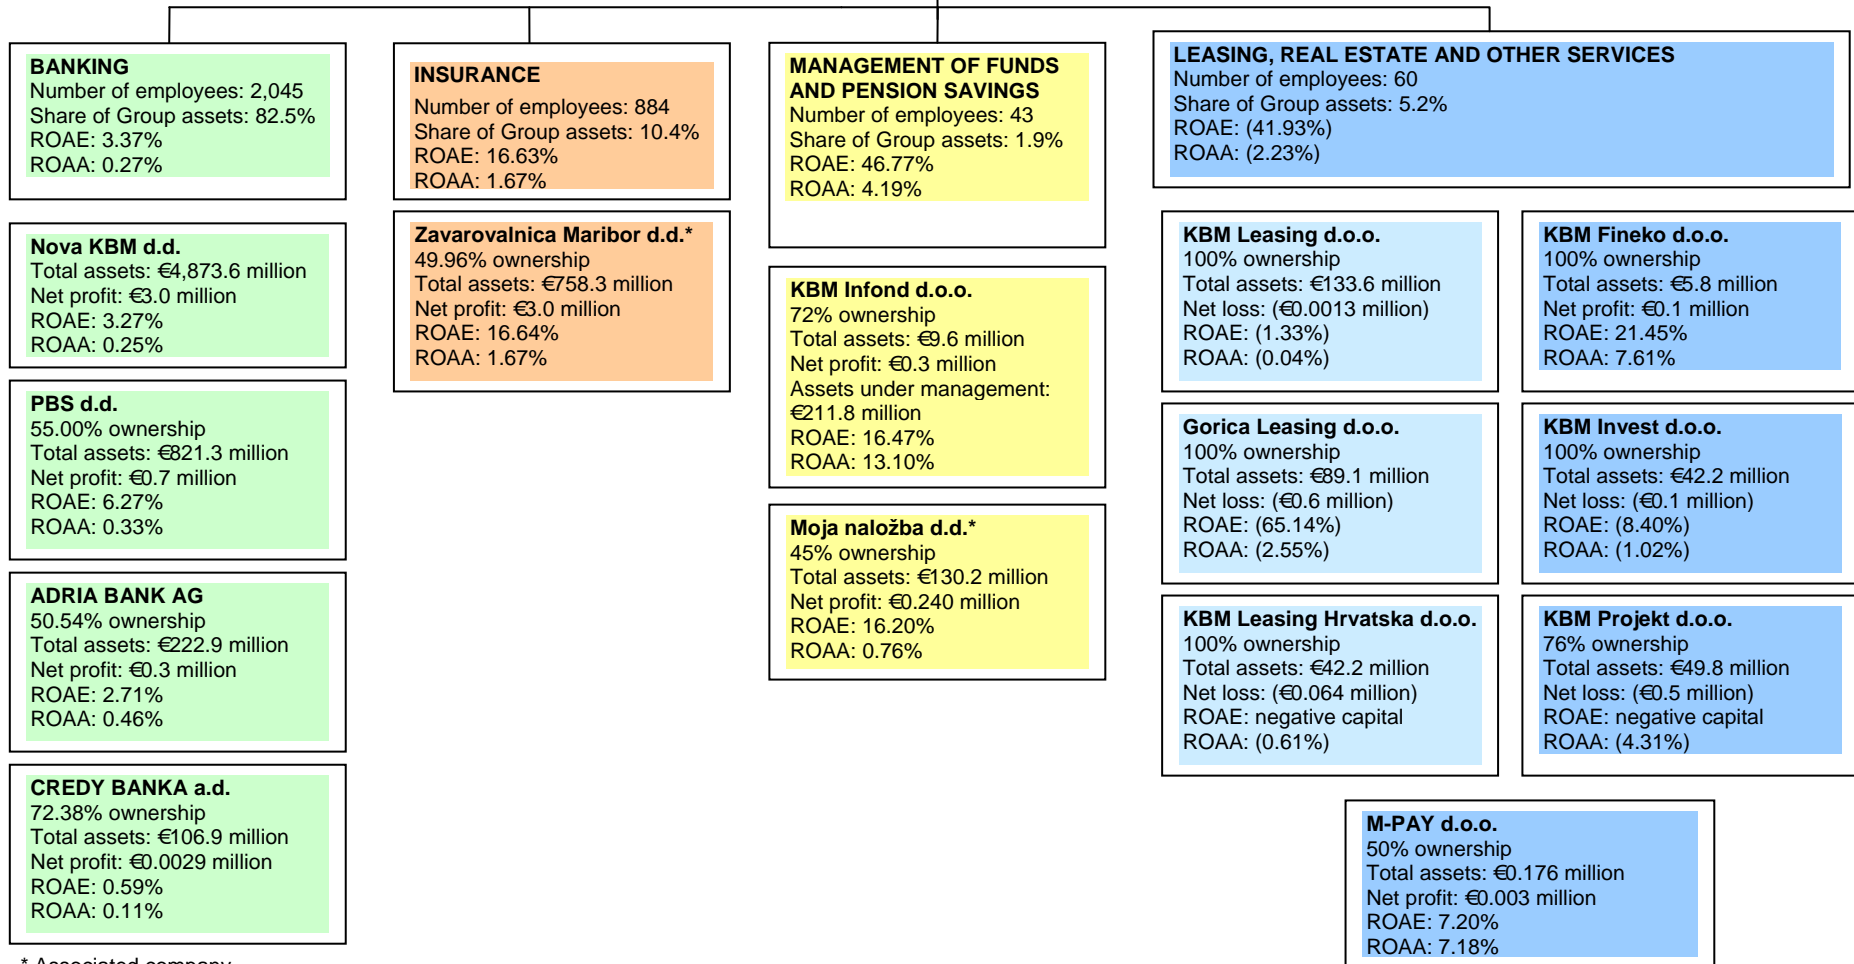 BANKING
Number of employees: 2,045
Share of Group assets: 82.5%
ROAE: 3.37%
ROAA: 0.27%
Nova KBM d.d.
Total assets: €4,873.6 million
Net profit: €3.0 million
ROAE: 3.27%
ROAA: 0.25%
PBS d.d.
55.00% ownership
Total assets: €821.3 million
Net profit: €0.7 million
ROAE: 6.27%
ROAA: 0.33%
ADRIA BANK AG
50.54% ownership
Total assets: €222.9 million
Net profit: €0.3 million
ROAE: 2.71%
ROAA: 0.46%
CREDY BANKA a.d.
72.38% ownership
Total assets: €106.9 million
Net profit: €0.0029 million
ROAE: 0.59%
ROAA: 0.11%
INSURANCE
Number of employees: 884
Share of Group assets: 10.4%
ROAE: 16.63%
ROAA: 1.67%
Zavarovalnica Maribor d.d.*
49.96% ownership
Total assets: €758.3 million
Net profit: €3.0 million
ROAE: 16.64%
ROAA: 1.67%
MANAGEMENT OF FUNDS
AND PENSION SAVINGS
Number of employees: 43
Share of Group assets: 1.9%
ROAE: 46.77%
ROAA: 4.19%
KBM Infond d.o.o.
72% ownership
Total assets: €9.6 million
Net profit: €0.3 million
Assets under management:
€211.8 million
ROAE: 16.47%
ROAA: 13.10%
Moja naložba d.d.*
45% ownership
Total assets: €130.2 million
Net profit: €0.240 million
ROAE: 16.20%
ROAA: 0.76%
LEASING, REAL ESTATE AND OTHER SERVICES
Number of employees: 60
Share of Group assets: 5.2%
ROAE: (41.93%)
ROAA: (2.23%)
KBM Leasing d.o.o.
100% ownership
Total assets: €133.6 million
Net loss: (€0.0013 million)
ROAE: (1.33%)
ROAA: (0.04%)
Gorica Leasing d.o.o.
100% ownership
Total assets: €89.1 million
Net loss: (€0.6 million)
ROAE: (65.14%)
ROAA: (2.55%)
KBM Leasing Hrvatska d.o.o.
100% ownership
Total assets: €42.2 million
Net loss: (€0.064 million)
ROAE: negative capital
ROAA: (0.61%)
KBM Fineko d.o.o.
100% ownership
Total assets: €5.8 million
Net profit: €0.1 million
ROAE: 21.45%
ROAA: 7.61%
KBM Invest d.o.o.
100% ownership
Total assets: €42.2 million
Net loss: (€0.1 million)
ROAE: (8.40%)
ROAA: (1.02%)
KBM Projekt d.o.o.
76% ownership
Total assets: €49.8 million
Net loss: (€0.5 million)
ROAE: negative capital
ROAA: (4.31%)
M-PAY d.o.o.
50% ownership
Total assets: €0.176 million
Net profit: €0.003 million
ROAE: 7.20%
ROAA: 7.18%
* Associated company